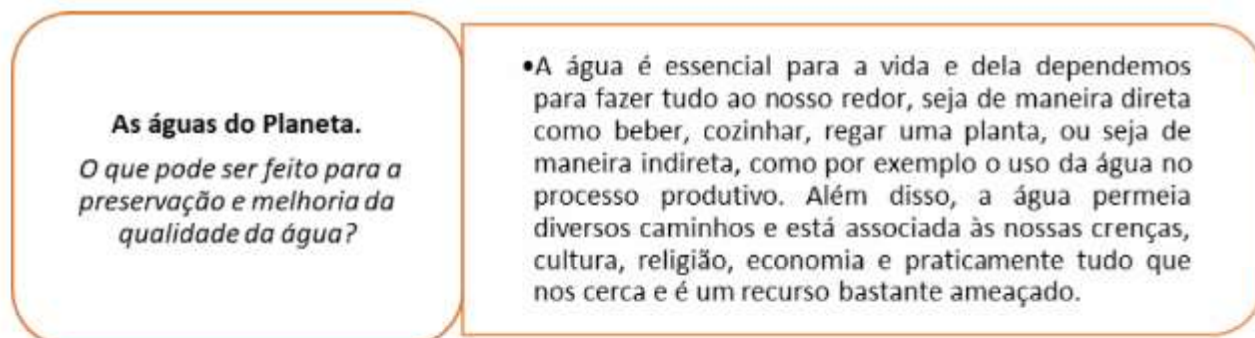 As águas do Planeta.
O que pode ser feito para a
preservação e melhoria da
qualidade da água?
•A água é essencial para a vida e dela dependemos
para fazer tudo ao nosso redor, seja de maneira direta
como beber, cozinhar, regar uma planta, ou seja de
maneira indireta, como por exemplo o uso da água no
processo produtivo. Além disso, a água permeia
diversos caminhos e está associada às nossas crenças,
cultura, religião, economia e praticamente tudo que
nos cerca e é um recurso bastante ameaçado.